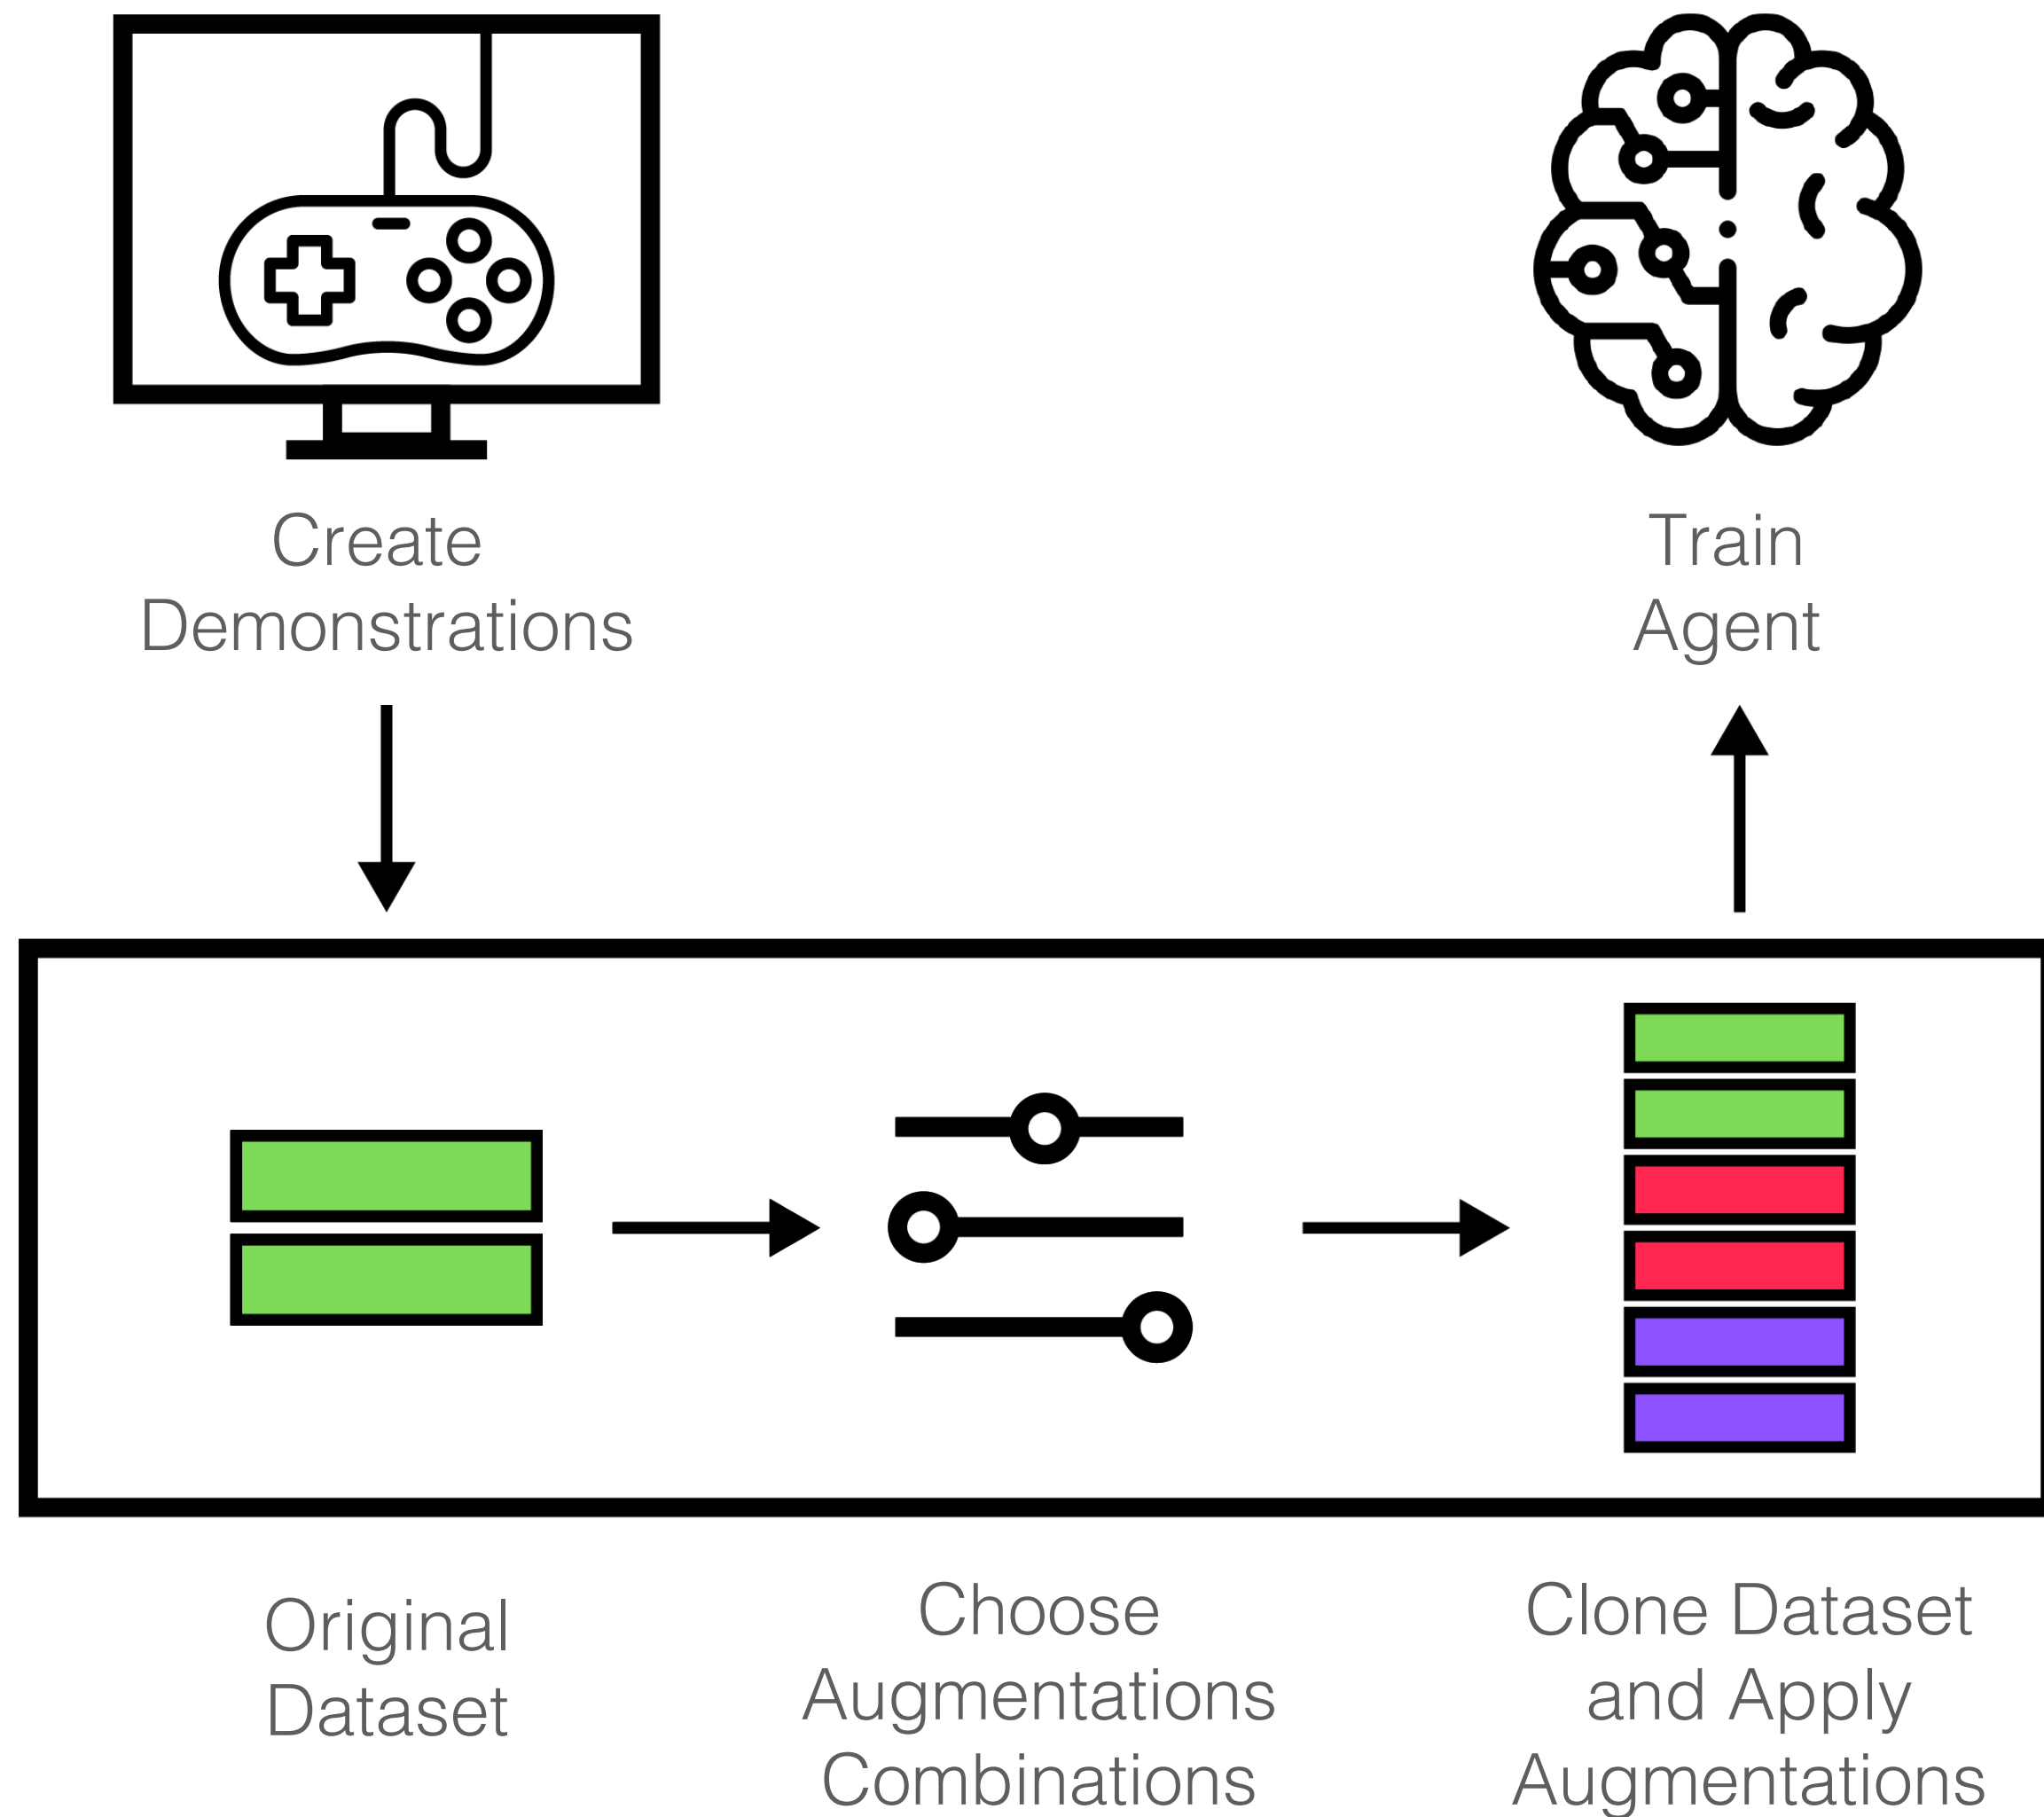 Create
Demonstrations
Train
Agent
Original
Dataset
Choose
Augmentations
Combinations
Clone Dataset
and Apply
Augmentations